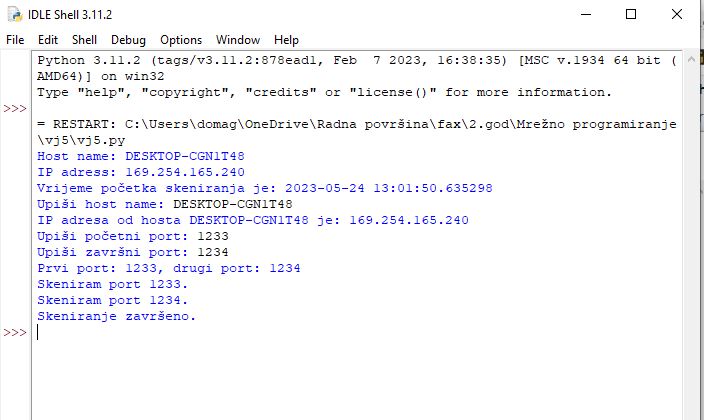 IDLE Shell 3.11.2
File Edit Shell Debug Options Window Help
Python 3.11.2 (tags/v3.11.2:878ead1, Feb  7 2023, 16:38:35) [MSC v.1934 64 bit (
AMD64)] on win32
Type "help", "copyright", "credits" or "license()" for more information.
>>>
= RESTART: C:\Users\domag\OneDrive\Radna površina\fax\2.god\Mrežno programiranje
\vj5\vj5.py
Host name: DESKTOP-CGN1T48
IP adress: 169.254.165.240
Vrijeme početka skeniranja je: 2023-05-24 13:01:50.635298
Upiši host name: DESKTOP-CGN1T48
IP adresa od hosta DESKTOP-CGN1T48 je: 169.254.165.240
Upiši početni port: 1233
Upiši završni port: 1234
Prvi port: 1233, drugi port: 1234
Skeniram port 1233.
Skeniram port 1234.
Skeniranje završeno.
>>>